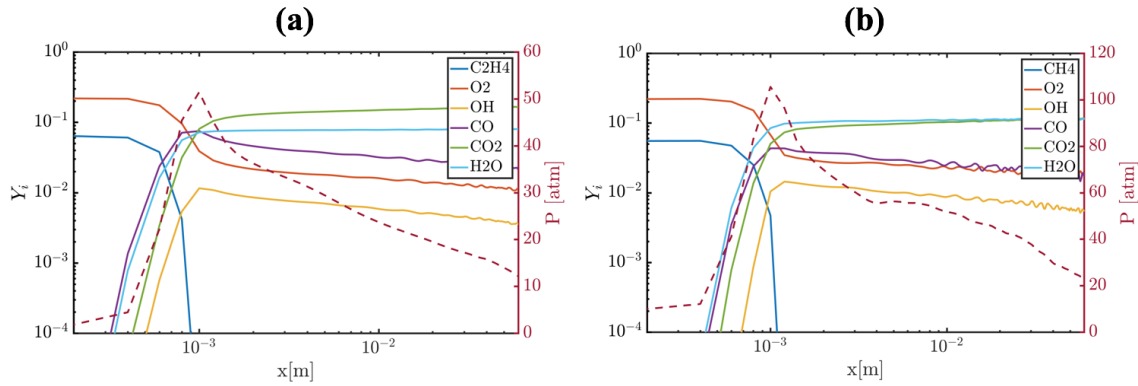 (a)
10^0
10^-1
10^-2
10^-3
10^-4
Y_i
10^-3
10^-2
x[m]
60
50
40
30
20
10
0
P [atm]
C2H4
O2
OH
CO
CO2
H2O
(b)
10^0
10^-1
10^-2
10^-3
10^-4
Y_i
10^-3
10^-2
x[m]
120
100
80
60
40
20
0
P [atm]
CH4
O2
OH
CO
CO2
H2O